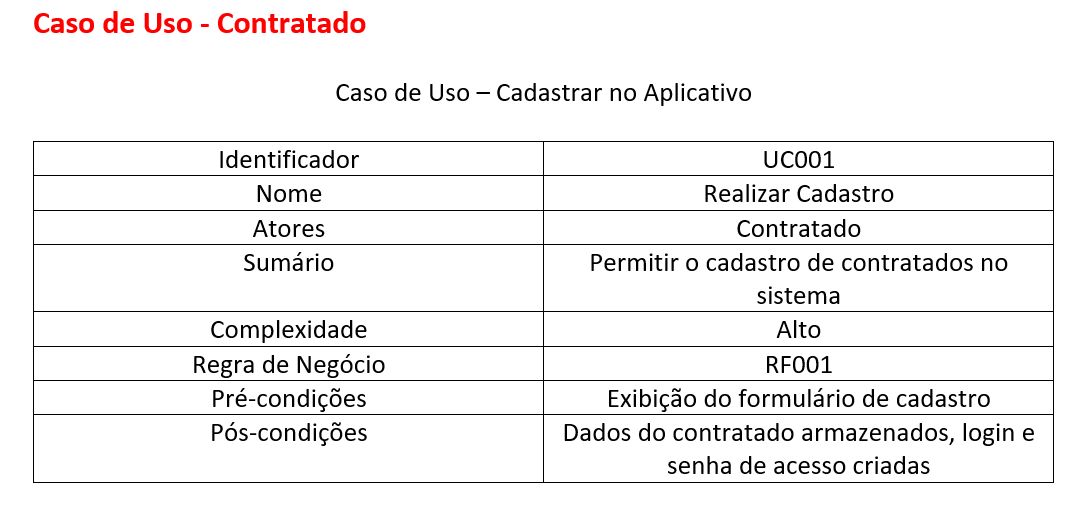 Caso de Uso - Contratado
Caso de Uso – Cadastrar no Aplicativo
Identificador UC001
Nome Realizar Cadastro
Atores Contratado
Sumário Permitir o cadastro de contratados no
sistema
Complexidade Alto
Regra de Negócio RF001
Pré-condições Exibição do formulário de cadastro
Pós-condições Dados do contratado armazenados, login e
senha de acesso criadas